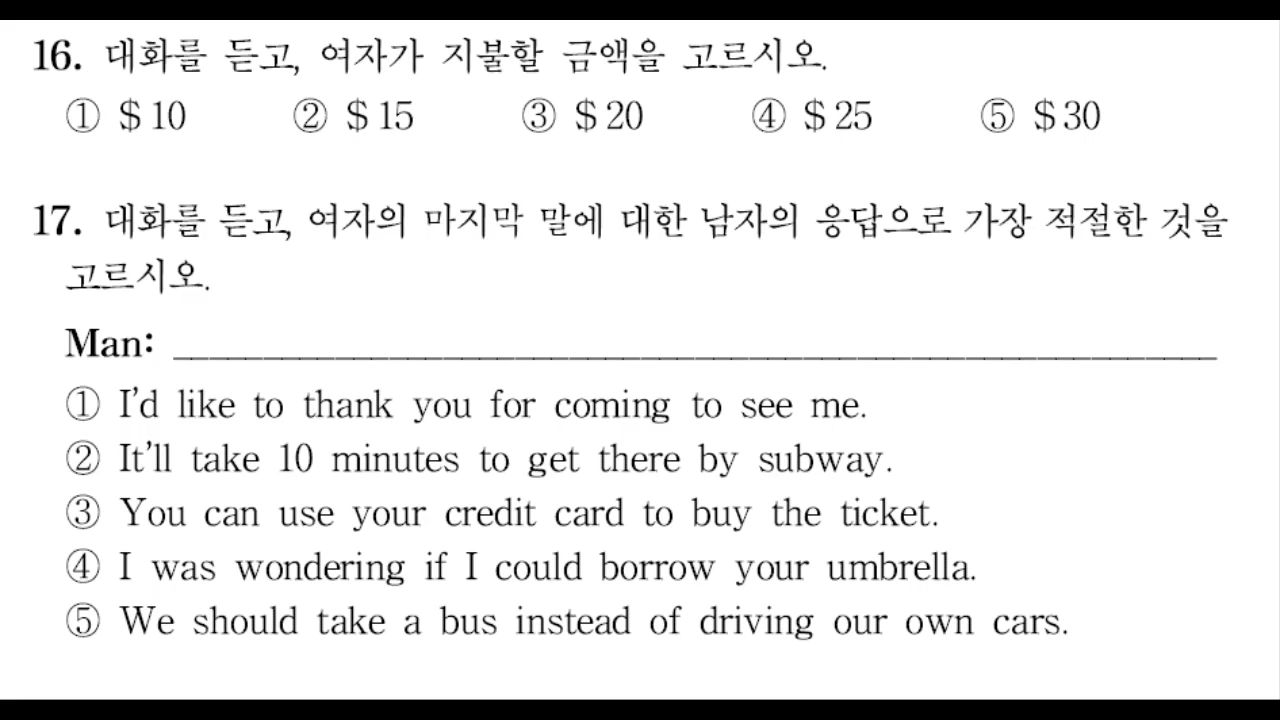 16. 대화를 듣고, 여자가 지불할 금액을 고르시오.
① $10 ② $15 ③ $20 ④ $25 ⑤ $30
17. 대화를 듣고, 여자의 마지막 말에 대한 남자의 응답으로 가장 적절한 것을
고르시오.
Man: ______________________________
① I'd like to thank you for coming to see me.
② It'll take 10 minutes to get there by subway.
③ You can use your credit card to buy the ticket.
④ I was wondering if I could borrow your umbrella.
⑤ We should take a bus instead of driving our own cars.